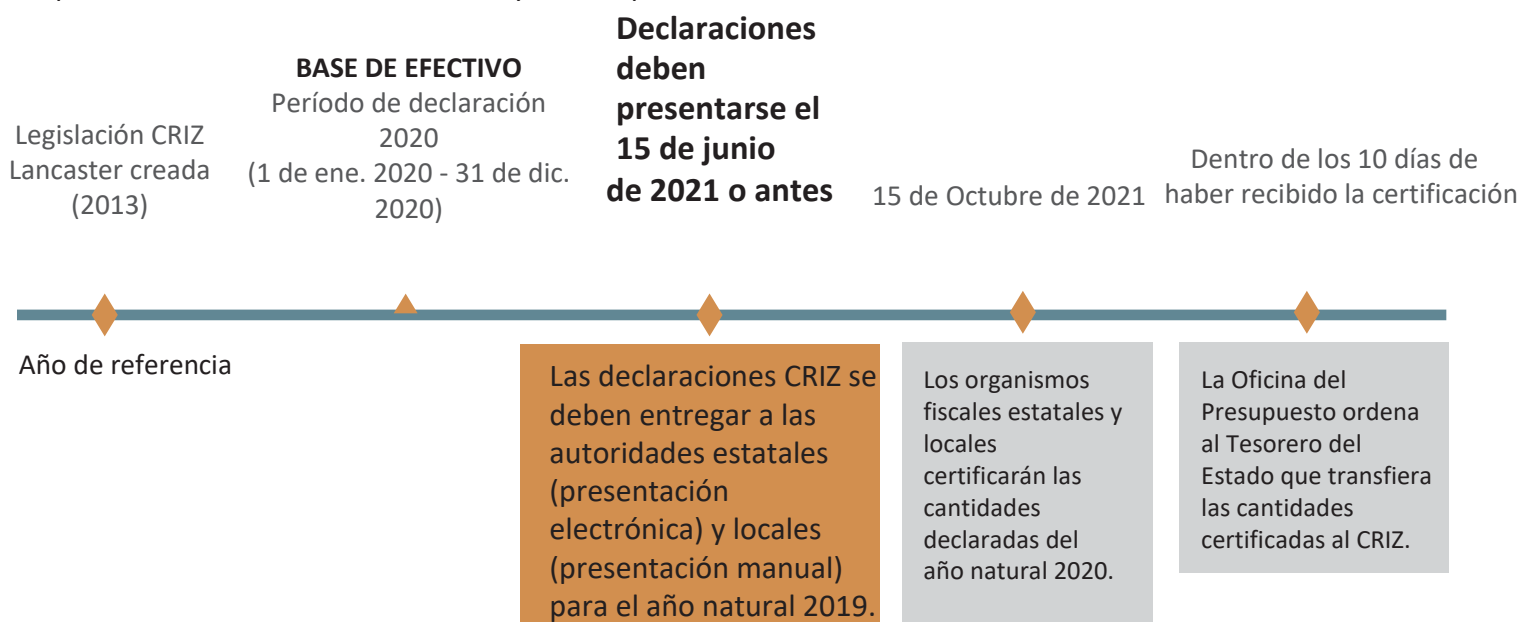 Legislación CRIZ
Lancaster creada
(2013)
BASE DE EFECTIVO
Período de declaración
2020
(1 de ene. 2020 - 31 de dic.
2020)
Declaraciones
deben
presentarse el
15 de junio
de 2021 o antes
15 de Octubre de 2021
Dentro de los 10 días de
haber recibido la certificación
Año de referencia
Las declaraciones CRIZ se
deben entregar a las
autoridades estatales
(presentación
electrónica) y locales
(presentación manual)
para el año natural 2019.
Los organismos
fiscales estatales y
locales
certificarán las
cantidades
declaradas del
año natural 2020.
La Oficina del
Presupuesto ordena
al Tesorero del
Estado que transfiera
las cantidades
certificadas al CRIZ.